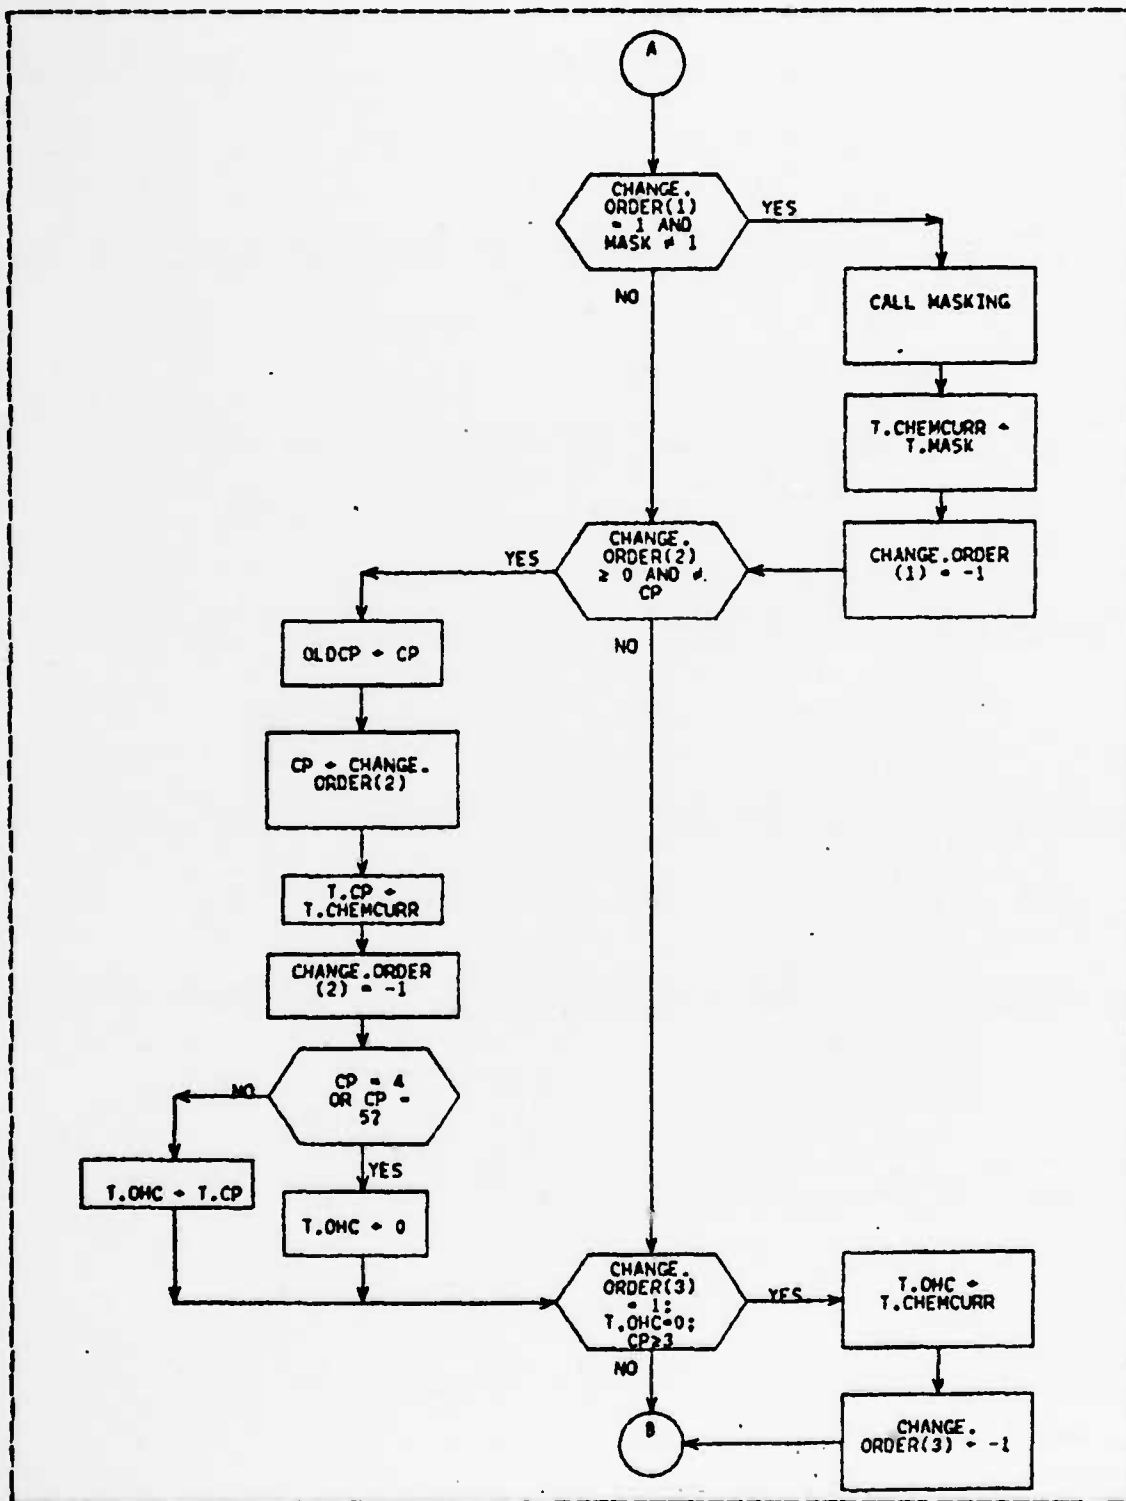 A
CHANGE.
ORDER(1)
= 1 AND
MASK ≠ 1
YES
NO
CALL MASKING
T.CHEMCURR ←
T.MASK
CHANGE.ORDER
(1) = -1
CHANGE.
ORDER(2)
≥ 0 AND ≠
CP
YES
NO
OLDCP ← CP
CP ← CHANGE.
ORDER(2)
T.CP ←
T.CHEMCURR
CHANGE.ORDER
(2) = -1
CP = 4
OR CP =
5?
NO
YES
T.OHC ← T.CP
T.OHC ← 0
CHANGE.
ORDER(3)
= 1;
T.OHC=0;
CP≥3
YES
NO
T.OHC ←
T.CHEMCURR
CHANGE.
ORDER(3) ← -1
B